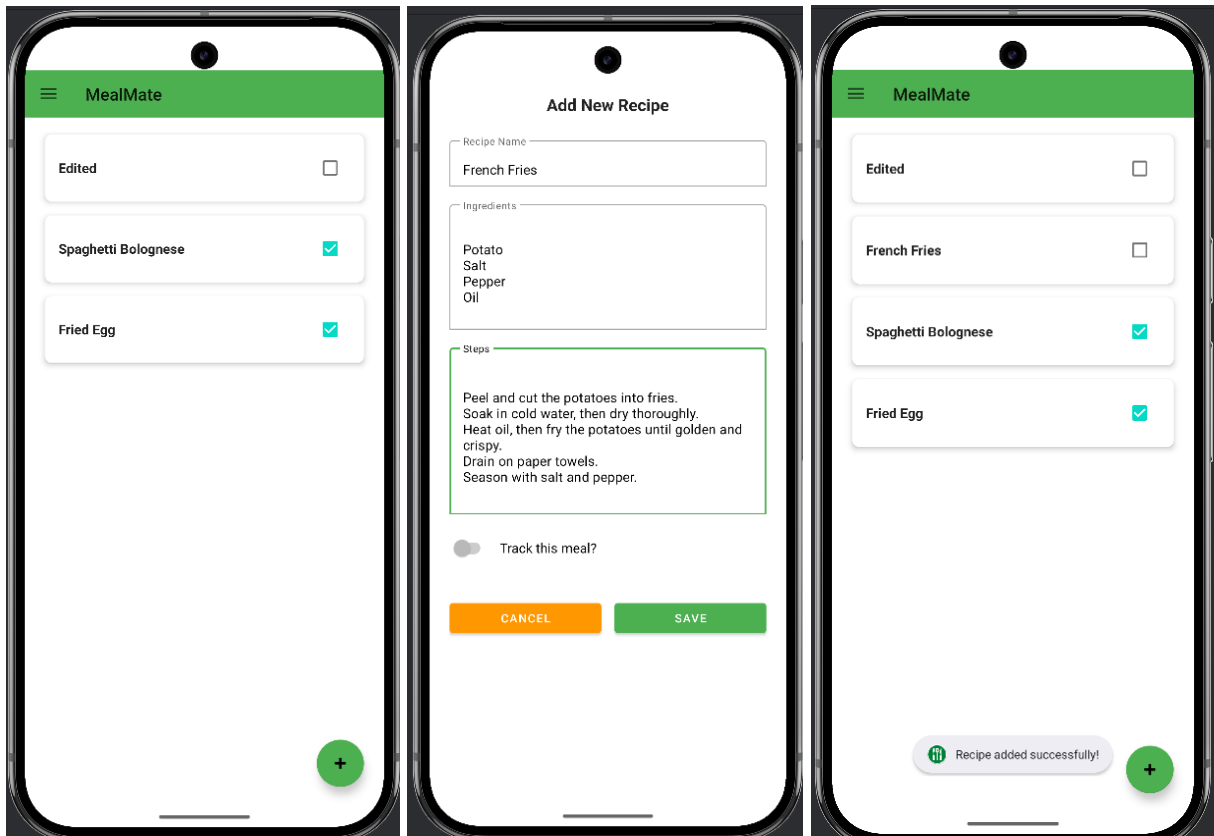 MealMate
Edited
Spaghetti Bolognese
Fried Egg
+
Add New Recipe
Recipe Name
French Fries
Ingredients
Potato
Salt
Pepper
Oil
Steps
Peel and cut the potatoes into fries.
Soak in cold water, then dry thoroughly.
Heat oil, then fry the potatoes until golden and
crispy.
Drain on paper towels.
Season with salt and pepper.
Track this meal?
CANCEL
SAVE
MealMate
Edited
French Fries
Spaghetti Bolognese
Fried Egg
Recipe added successfully!
+